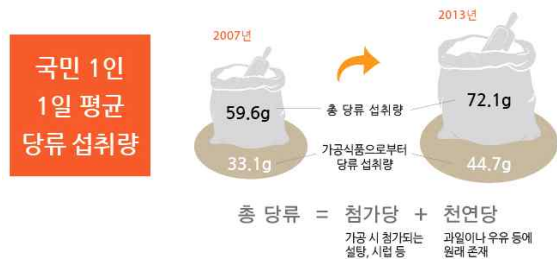 국민 1인
1일 평균
당류 섭취량
2007년
2013년
59.6g
총 당류 섭취량
72.1g
33.1g
가공식품으로부터
당류 섭취량
44.7g
총 당류 = 첨가당 + 천연당
가공 시 첨가되는
설탕, 시럽 등
과일이나 우유 등에
원래 존재